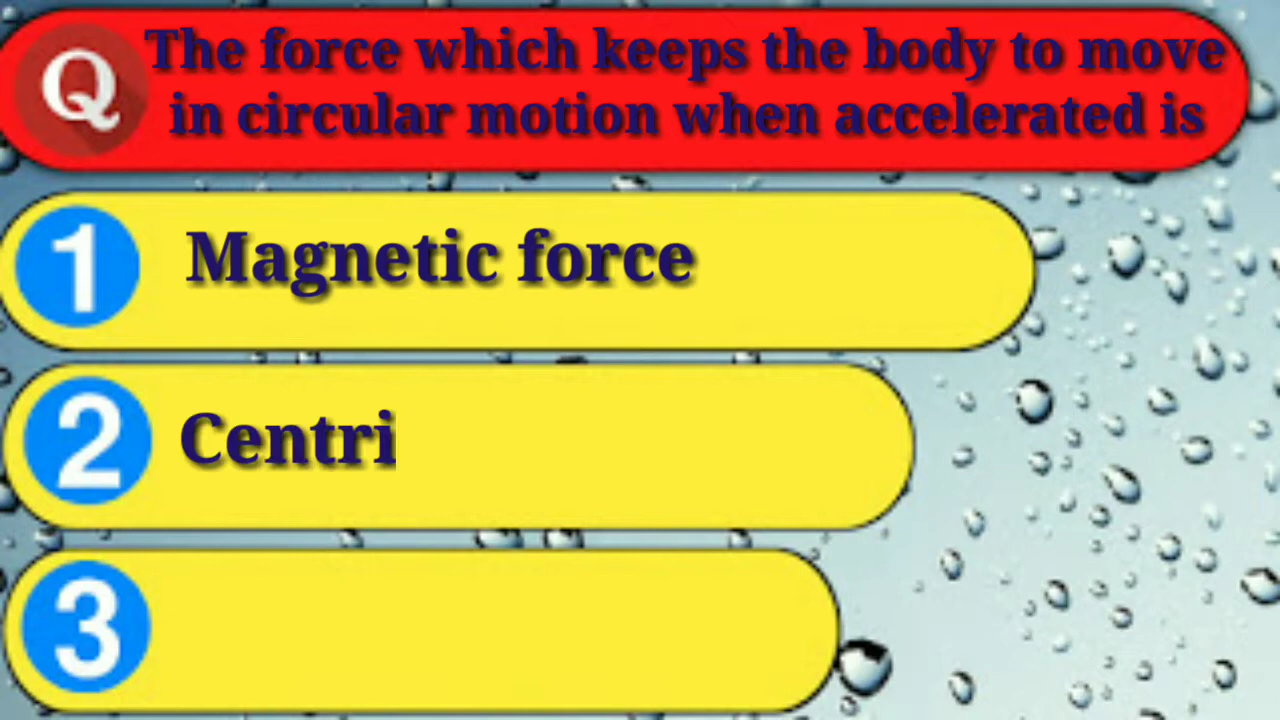 Q The force which keeps the body to move
in circular motion when accelerated is
1 Magnetic force
2 Centri
3